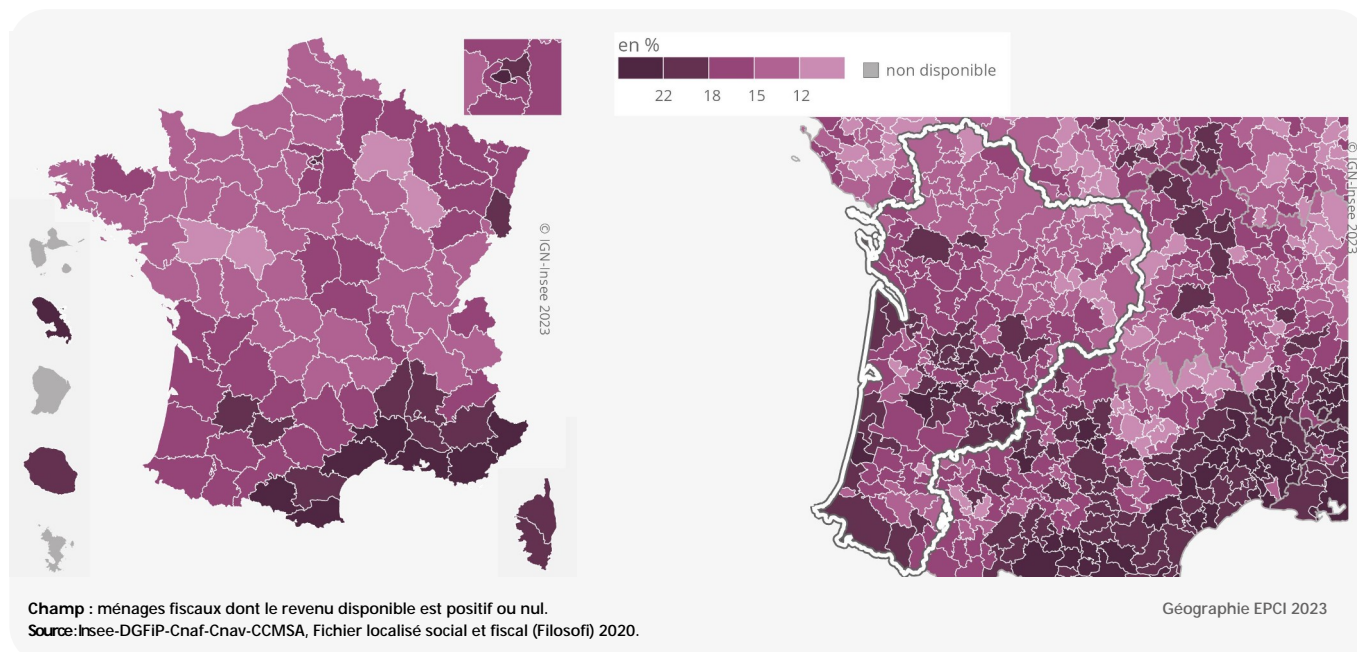 en %
22 18 15 12
non disponible
© IGN-Insee 2023
© IGN-Insee 2023
Champ : ménages fiscaux dont le revenu disponible est positif ou nul.
Source:Insee-DGFiP-Cnaf-Cnav-CCMSA, Fichier localisé social et fiscal (Filosofi) 2020.
Géographie EPCI 2023